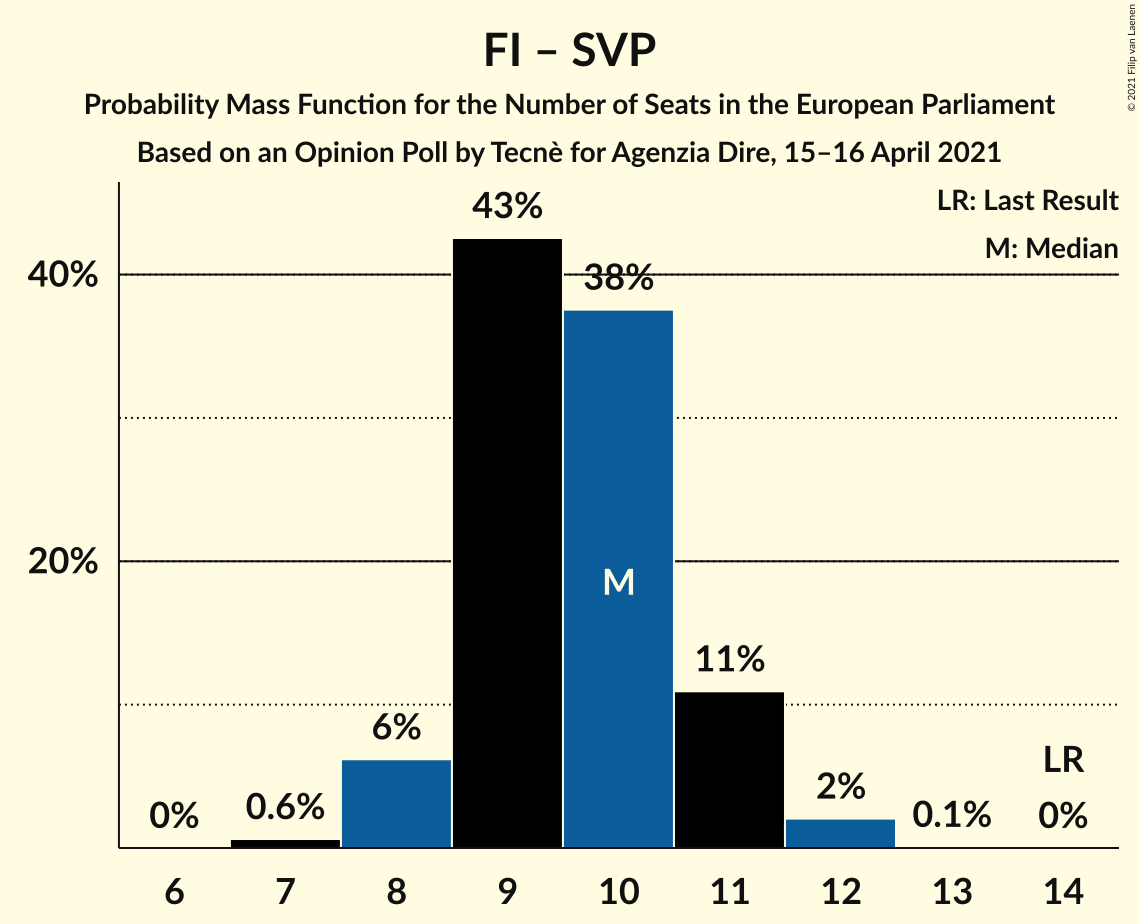 FI – SVP
Probability Mass Function for the Number of Seats in the European Parliament
Based on an Opinion Poll by Tecnè for Agenzia Dire, 15–16 April 2021
© 2021 Filip van Laenen
LR: Last Result
M: Median
43%
40%
38%
20%
M
11%
6%
LR
2%
0%
0.6%
0.1%
0%
6 7 8 9 10 11 12 13 14